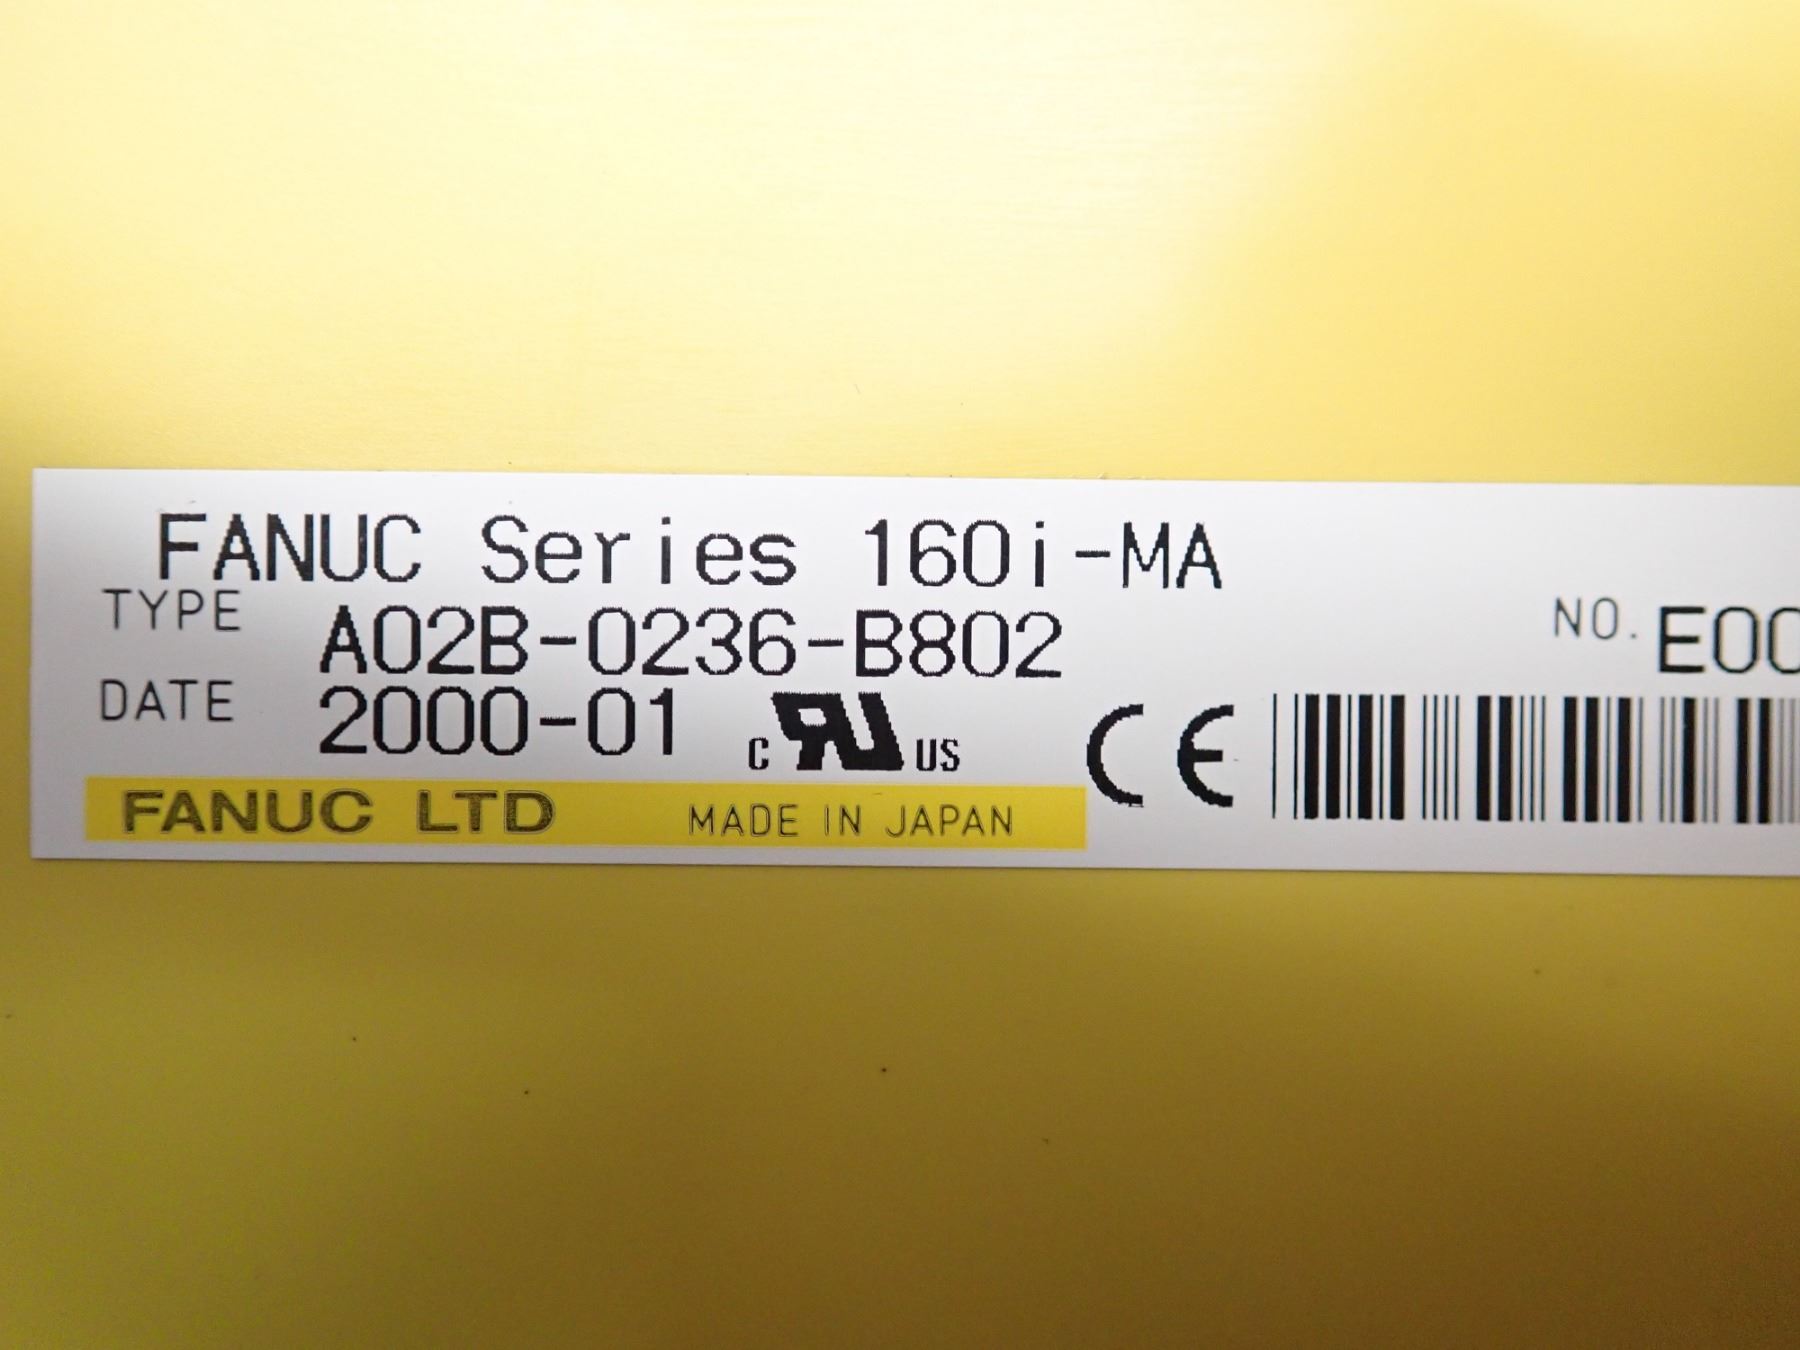 FANUC Series 160i-MA
TYPE A02B-0236-B802 NO. E00
DATE 2000-01 c RU US CE
FANUC LTD MADE IN JAPAN